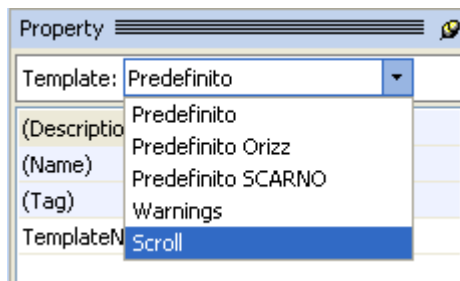 Property
Template: Predefinito
Predefinito
(Descriptio
Predefinito Orizz
(Name)
Predefinito SCARNO
(Tag)
Warnings
TemplateN
Scroll